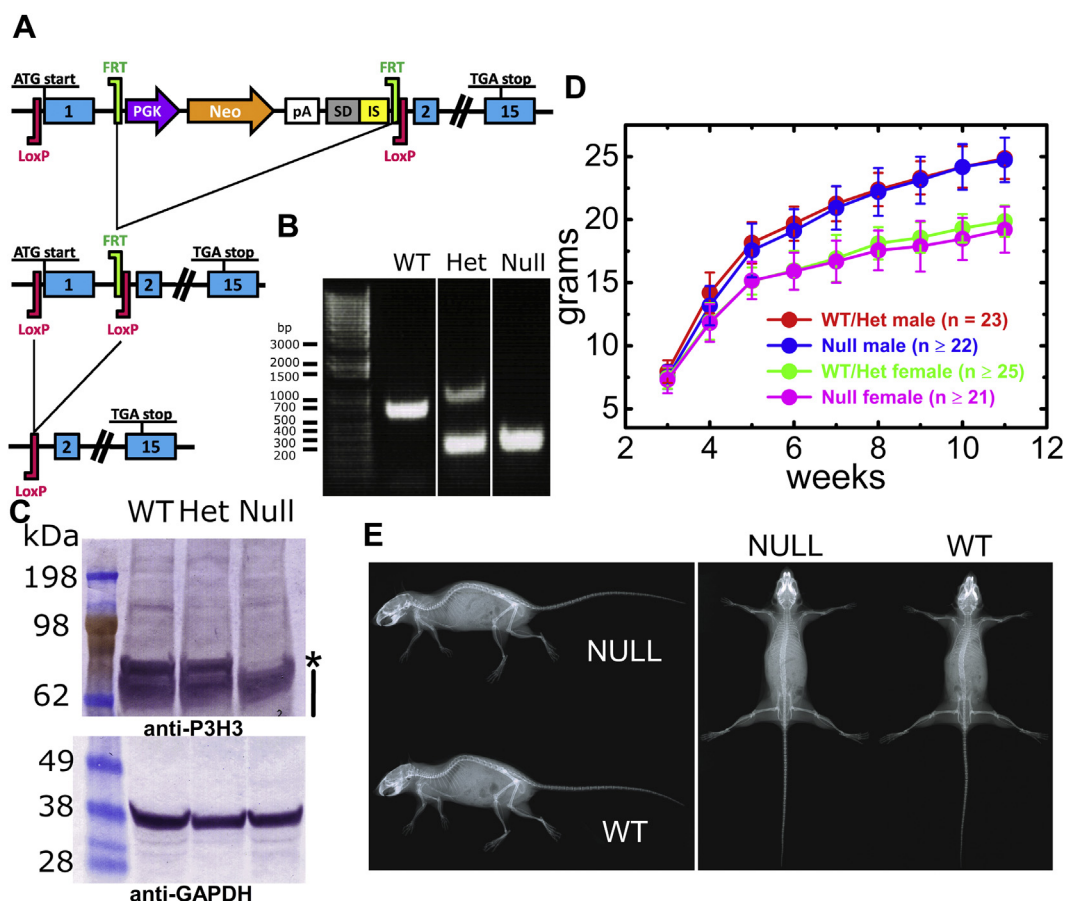 A
ATG start
FRT
FRT
TGA stop
1
PGK
Neo
pA
SD
IS
2
15
LoxP
LoxP
ATG start
FRT
TGA stop
1
2
15
LoxP
LoxP
TGA stop
2
15
LoxP
B
WT Het Null
bp
3000
2000
1500
1000
700
500
400
300
200
C
WT Het Null
kDa
198
98
62
*
anti-P3H3
49
38
28
anti-GAPDH
D
grams
25
20
15
10
5
WT/Het male (n = 23)
Null male (n ≥ 22)
WT/Het female (n ≥ 25)
Null female (n ≥ 21)
2 4 6 8 10 12
weeks
E
NULL
WT
NULL WT